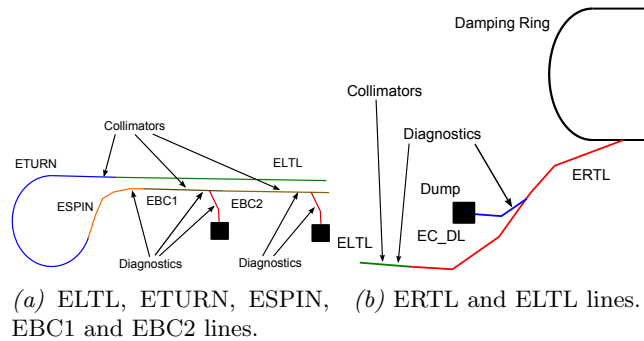 Collimators
ETURN
ELTL
ESPIN
EBC1
EBC2
Diagnostics
Diagnostics
(a) ELTL, ETURN, ESPIN,
EBC1 and EBC2 lines.
Damping Ring
Collimators
Diagnostics
ERTL
Dump
EC_DL
ELTL
(b) ERTL and ELTL lines.